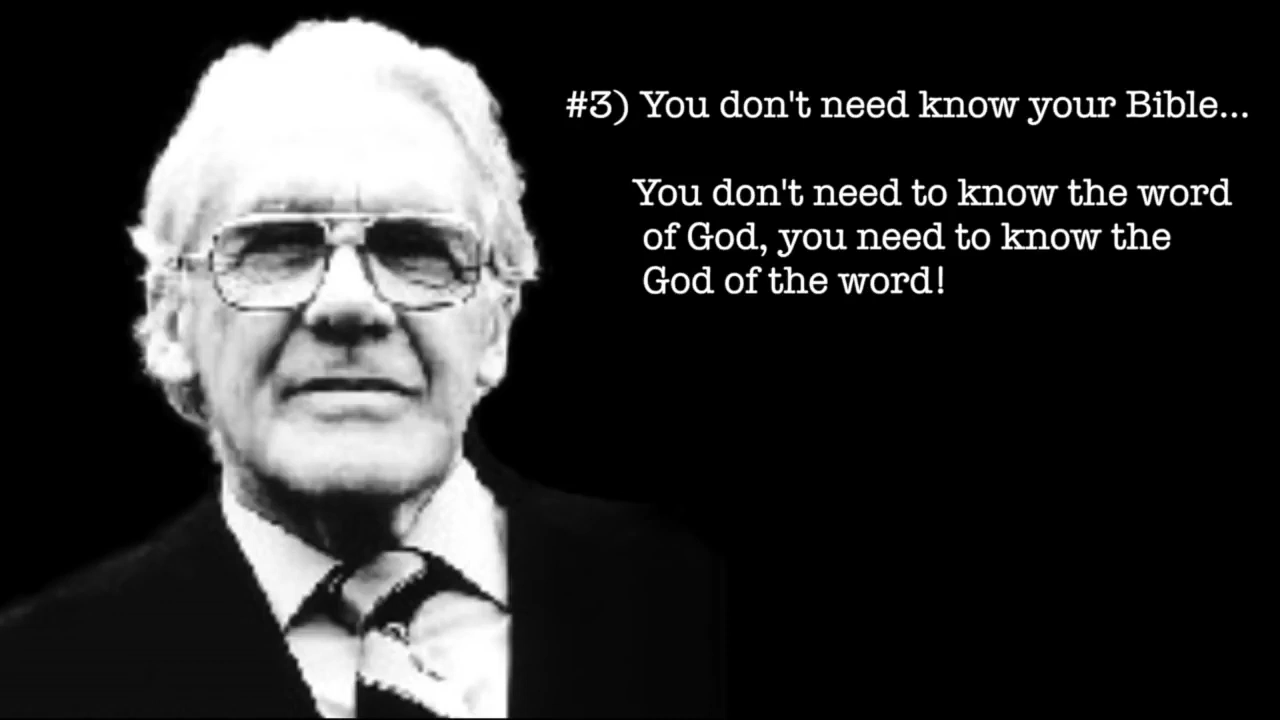 #3) You don't need know your Bible...
You don't need to know the word
of God, you need to know the
God of the word!